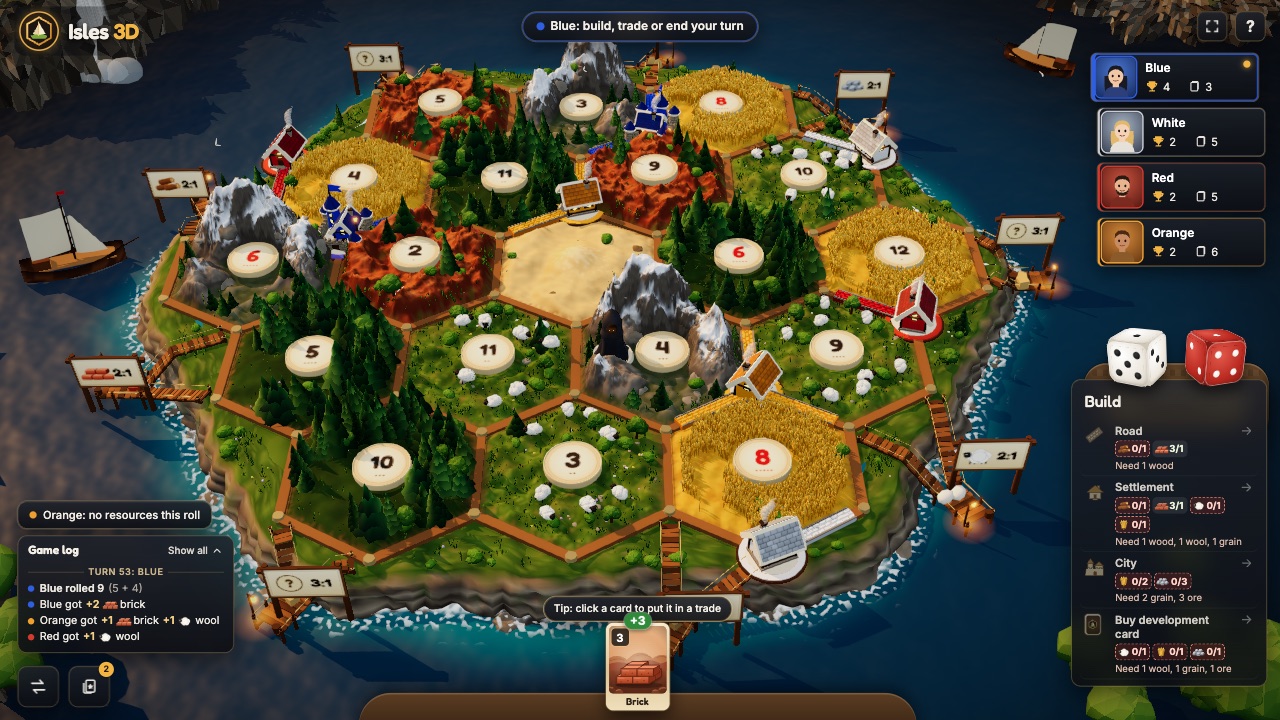 Isles 3D
Blue: build, trade or end your turn
?
Blue
4 3
White
2 5
Red
2 5
Orange
2 6
? 3:1
2:1
5
3
8
2:1
4
11
9
10
6
2
6
12
? 3:1
2:1
5
11
4
9
10
3
8
2:1
? 3:1
Build
Road
0/1 3/1
Need 1 wood
Settlement
0/1 3/1 0/1
0/1
Need 1 wood, 1 wool, 1 grain
City
0/2 0/3
Need 2 grain, 3 ore
Buy development
card
0/1 0/1 0/1
Need 1 wool, 1 grain, 1 ore
Orange: no resources this roll
Game log Show all
TURN 53: BLUE
Blue rolled 9 (5 + 4)
Blue got +2 brick
Orange got +1 brick +1 wool
Red got +1 wool
2
Tip: click a card to put it in a trade
+3
3
Brick